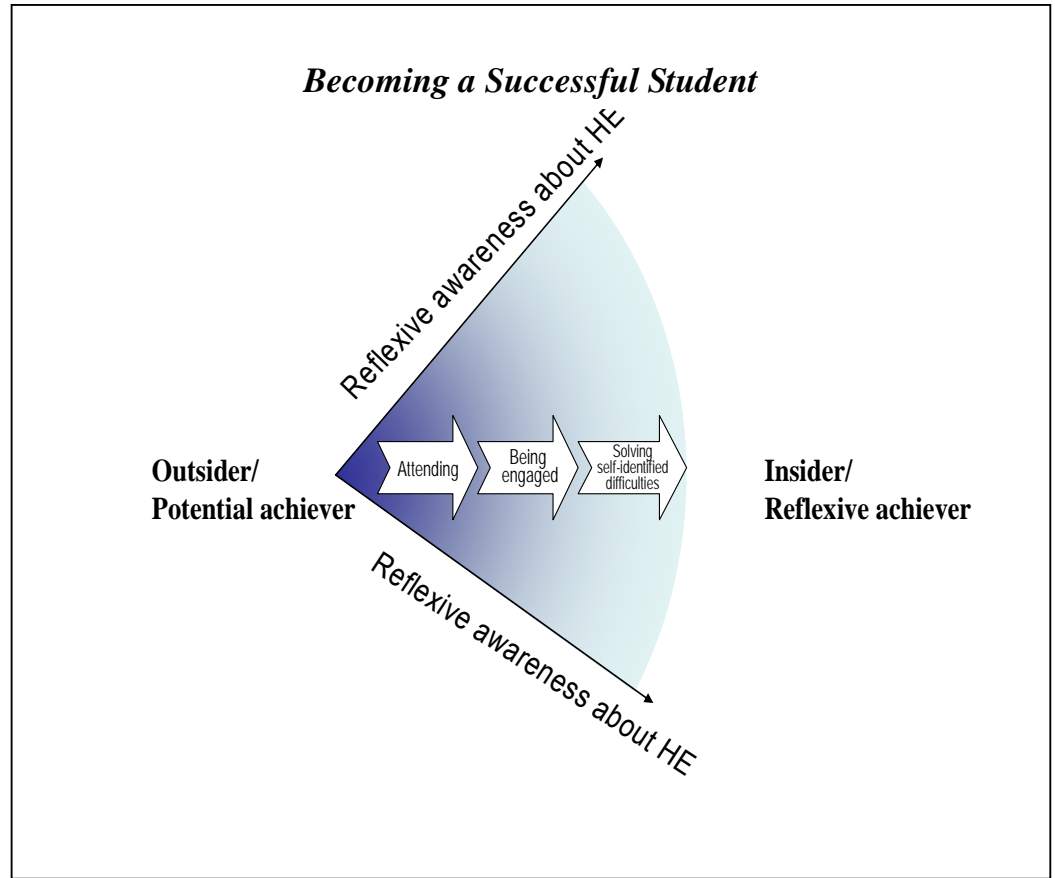 Becoming a Successful Student
Reflexive awareness about HE
Outsider/
Potential achiever
Attending
Being
engaged
Solving
self-identified
difficulties
Insider/
Reflexive achiever
Reflexive awareness about HE